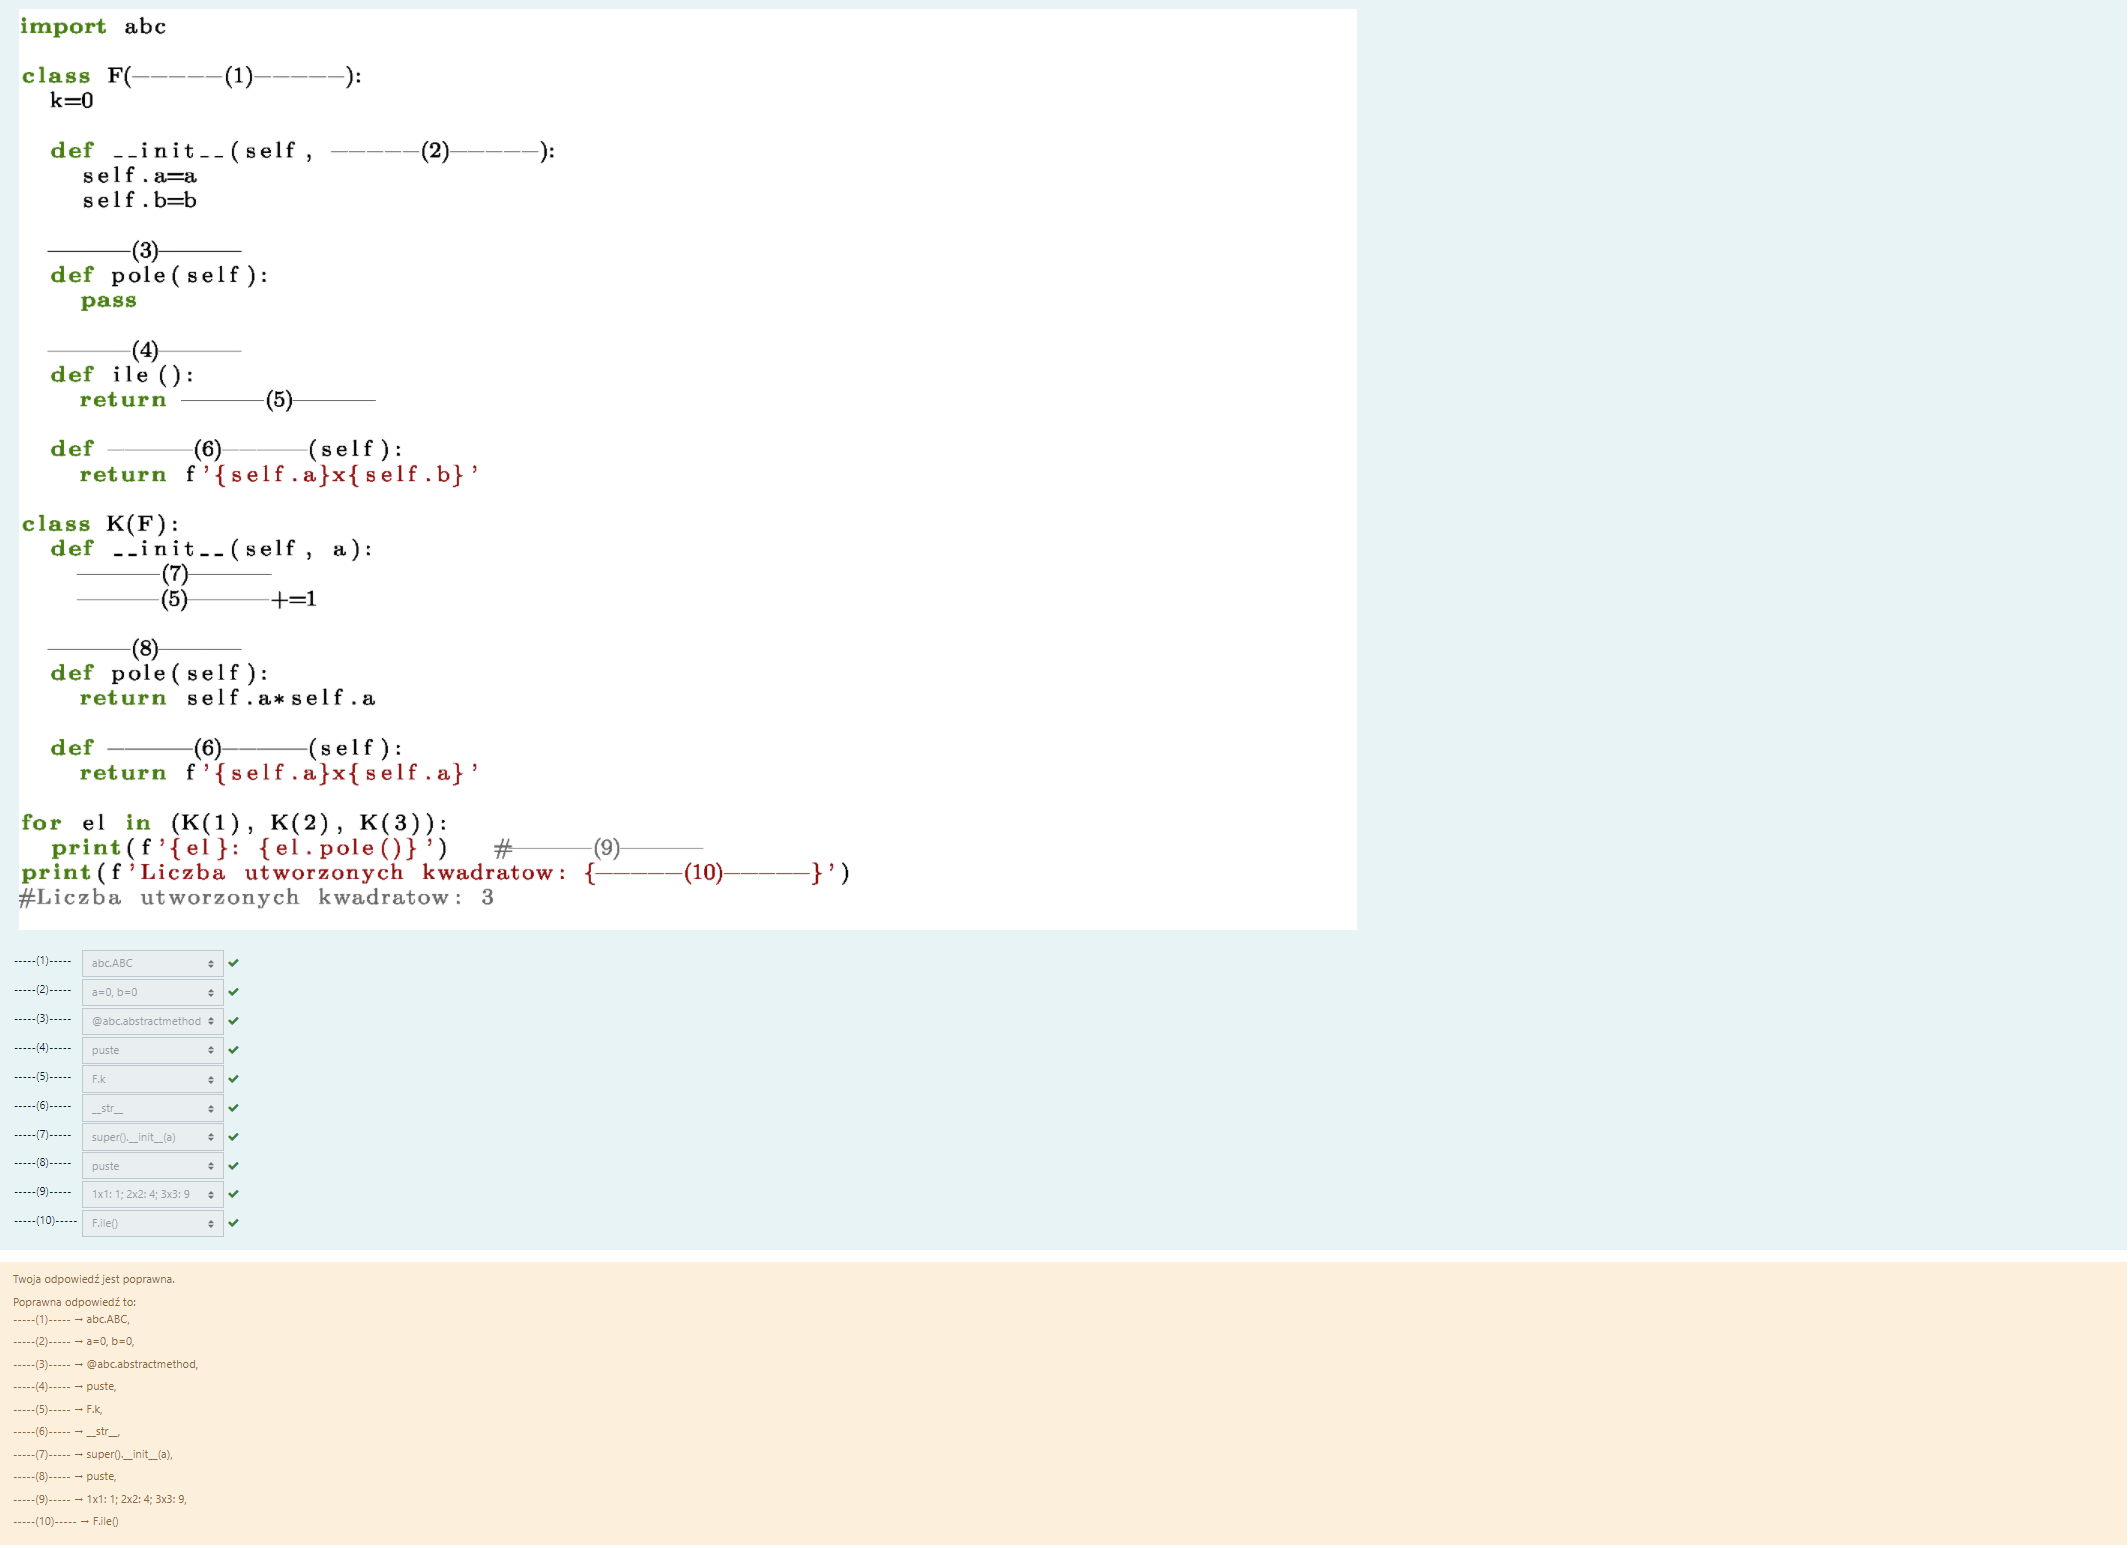 import abc
class F(—————(1)—————):
k=0
def __init__(self, —————(2)—————):
self.a=a
self.b=b
—————(3)—————
def pole(self):
pass
—————(4)—————
def ile():
return —————(5)—————
def —————(6)—————(self):
return f'{self.a}x{self.b}'
class K(F):
def __init__(self, a):
—————(7)—————
—————(5)—————+=1
—————(8)—————
def pole(self):
return self.a*self.a
def —————(6)—————(self):
return f'{self.a}x{self.a}'
for el in (K(1), K(2), K(3)):
print(f'{el}: {el.pole()}') #—————(9)—————
print(f'Liczba utworzonych kwadratow: {—————(10)—————}')
#Liczba utworzonych kwadratow: 3
-----(1)----- abc.ABC
-----(2)----- a=0, b=0
-----(3)----- @abc.abstractmethod
-----(4)----- puste
-----(5)----- F.k
-----(6)----- __str__
-----(7)----- super().__init__(a)
-----(8)----- puste
-----(9)----- 1x1: 1; 2x2: 4; 3x3: 9
-----(10)----- F.ile()
Twoja odpowiedź jest poprawna.
Poprawna odpowiedź to:
-----(1)----- → abc.ABC,
-----(2)----- → a=0, b=0,
-----(3)----- → @abc.abstractmethod,
-----(4)----- → puste,
-----(5)----- → F.k,
-----(6)----- → __str__,
-----(7)----- → super().__init__(a),
-----(8)----- → puste,
-----(9)----- → 1x1: 1; 2x2: 4; 3x3: 9,
-----(10)----- → F.ile()